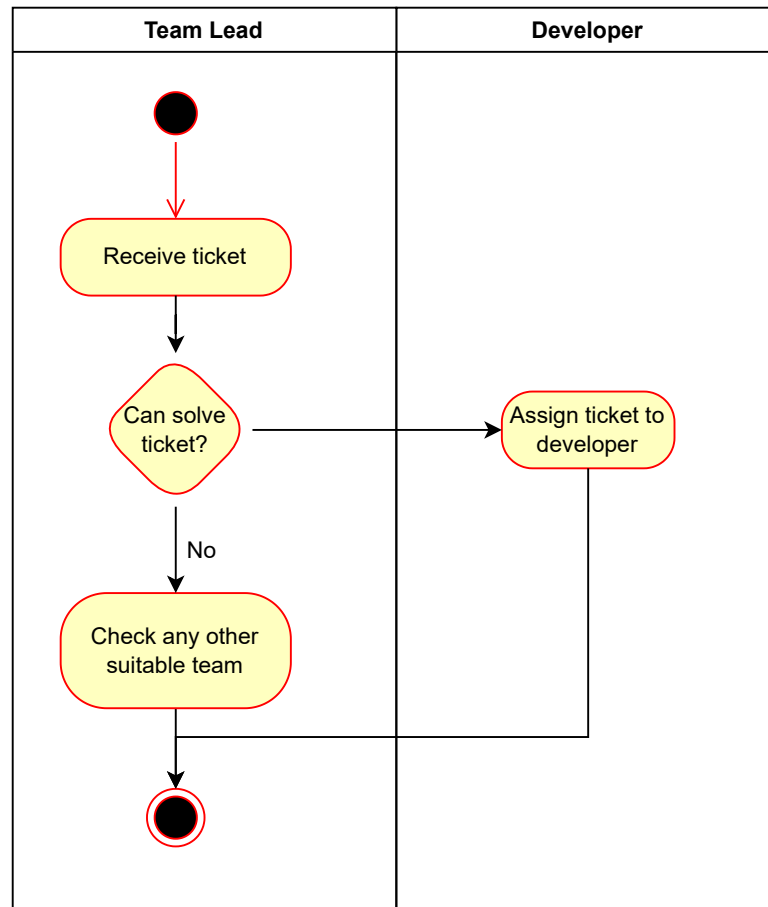 Team Lead
Developer
Receive ticket
Can solve
ticket?
Assign ticket to
developer
No
Check any other
suitable team